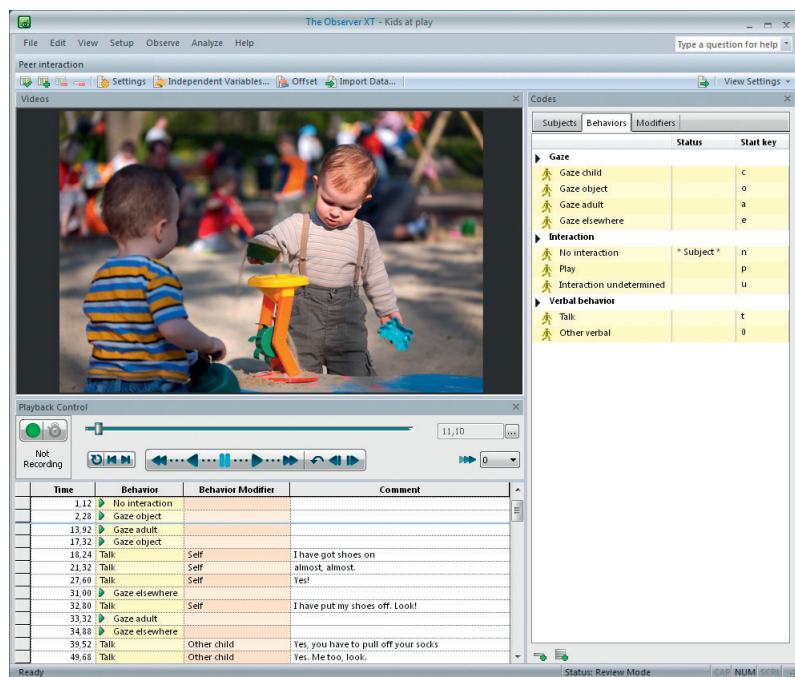 The Observer XT - Kids at play
File Edit View Setup Observe Analyze Help
Type a question for help
Peer interaction
Settings Independent Variables... Offset Import Data...
View Settings
Videos
Codes
Subjects Behaviors Modifiers
Status Start key
Gaze
Gaze child c
Gaze object o
Gaze adult a
Gaze elsewhere e
Interaction
No interaction * Subject * n
Play p
Interaction undetermined u
Verbal behavior
Talk t
Other verbal 0
Playback Control
11,10 ...
Not
Recording
0
Time Behavior Behavior Modifier Comment
1,12 No interaction
2,28 Gaze object
13,92 Gaze adult
17,32 Gaze object
18,24 Talk Self I have got shoes on
21,32 Talk Self almost, almost.
27,60 Talk Self Yes!
31,00 Gaze elsewhere
32,80 Talk Self I have put my shoes off. Look!
33,32 Gaze adult
34,88 Gaze elsewhere
39,52 Talk Other child Yes, you have to pull off your socks
49,68 Talk Other child Yes. Me too, look.
Ready
Status: Review Mode
CAP NUM SCRL